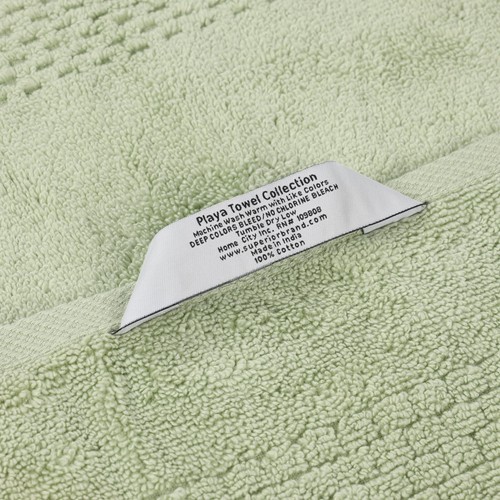 Playa Towel Collection
Machine Wash Warm with Like Colors
DEEP COLORS BLEED/NO CHLORINE BLEACH
Tumble Dry Low
Home City Inc. RN# 109808
www.superiorbrand.com
Made in India
100% Cotton